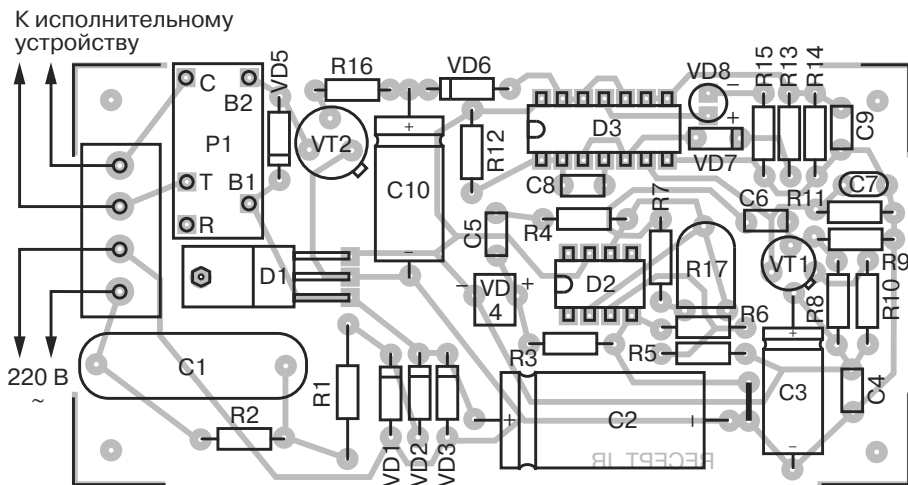 К исполнительному
устройству
C
B2
P1
T
B1
R
VD5
R16
VT2
C10
+
−
VD6
R12
D3
VD8
−
+
VD7
R15
R13
R14
C9
C8
R4
R7
C6
R11
C7
C5
D1
−
VD
4
+
D2
R17
VT1
R9
R8
R10
R6
R5
R3
220 В
~
C1
R2
R1
VD1
VD2
VD3
+
C2
−
+
C3
−
C4
RECEPT_IR